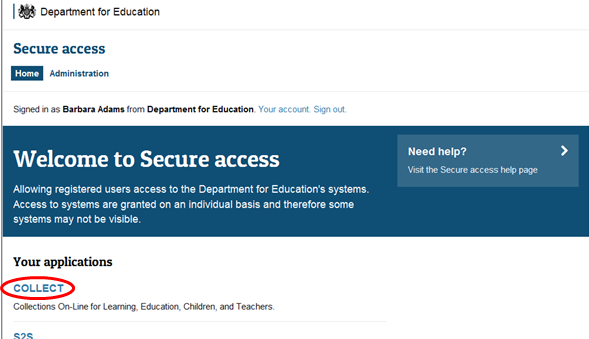 Department for Education
Secure access
Home Administration
Signed in as Barbara Adams from Department for Education. Your account. Sign out.
Welcome to Secure access
Allowing registered users access to the Department for Education's systems.
Access to systems are granted on an individual basis and therefore some
systems may not be visible.
Need help?
Visit the Secure access help page
Your applications
COLLECT
Collections On-Line for Learning, Education, Children, and Teachers.
S2S